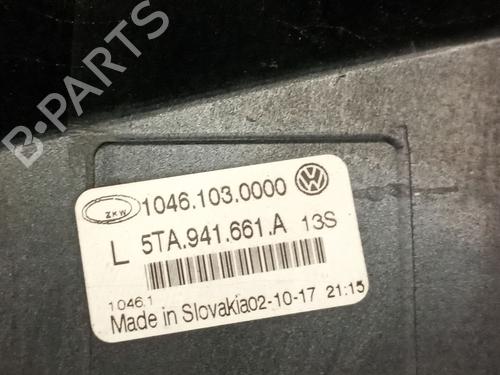 B-PARTS
ZKW 1046.103.0000
L 5TA.941.661.A 13S
1046.1
Made in Slovakia02-10-17 21:15